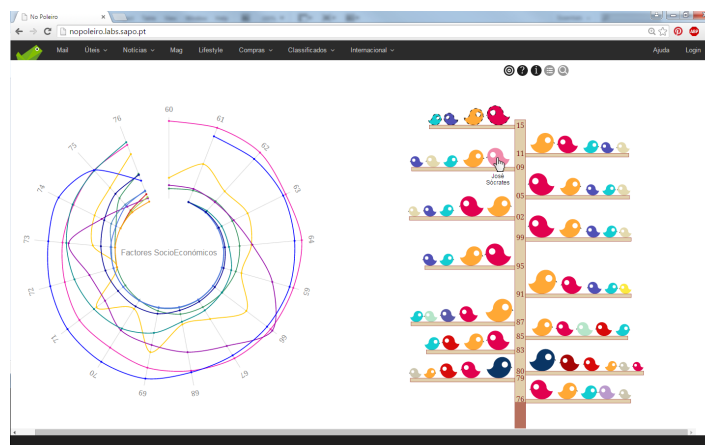 No Poleiro
nopoleiro.labs.sapo.pt
Mail
Úteis
Notícias
Mag
Lifestyle
Compras
Classificados
Internacional
Ajuda
Login
60
61
62
63
64
65
66
67
68
69
70
71
72
73
74
75
76
Factores SocioEconómicos
15
11
09
José
Sócrates
05
02
99
95
91
87
85
83
80
79
76